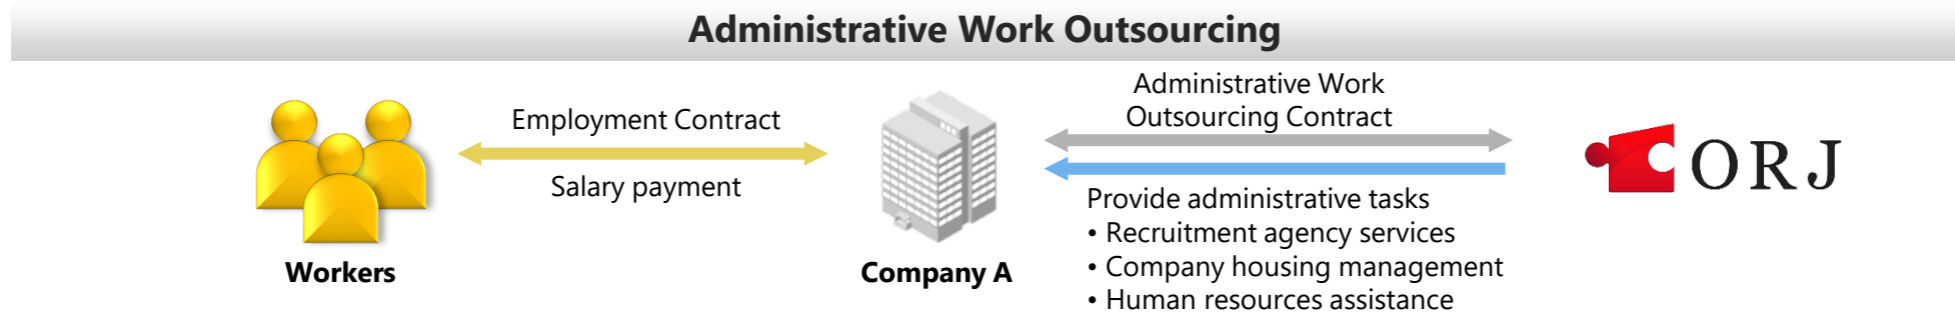 Administrative Work Outsourcing
Employment Contract
Salary payment
Workers
Company A
Administrative Work
Outsourcing Contract
Provide administrative tasks
• Recruitment agency services
• Company housing management
• Human resources assistance
ORJ